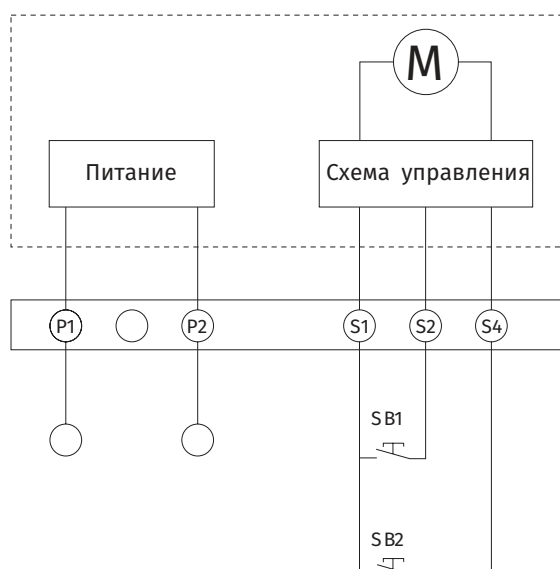 M
Питание
Схема управления
P1
P2
S1
S2
S4
SB1
SB2